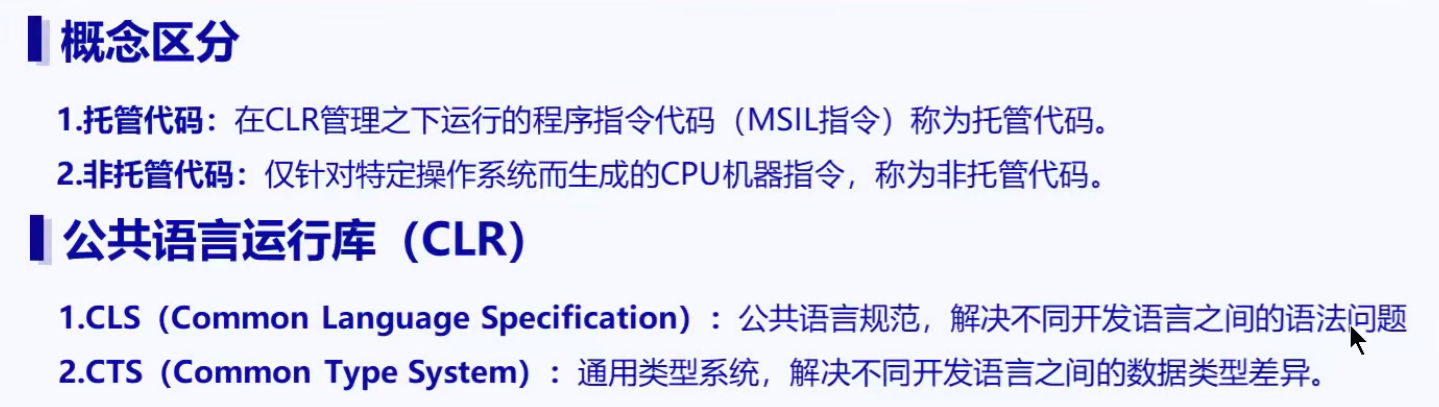 概念区分
1.托管代码：在CLR管理之下运行的程序指令代码（MSIL指令）称为托管代码。
2.非托管代码：仅针对特定操作系统而生成的CPU机器指令，称为非托管代码。
公共语言运行库（CLR）
1.CLS（Common Language Specification）：公共语言规范，解决不同开发语言之间的语法问题
2.CTS（Common Type System）：通用类型系统，解决不同开发语言之间的数据类型差异。